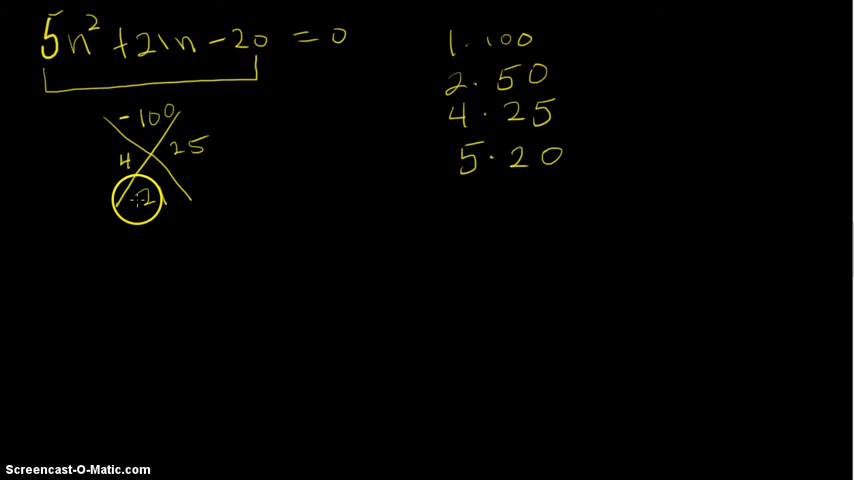 5n² + 21n - 20 = 0
1 · 100
2 · 50
4 · 25
5 · 20
-100
4 25
Screencast-O-Matic.com